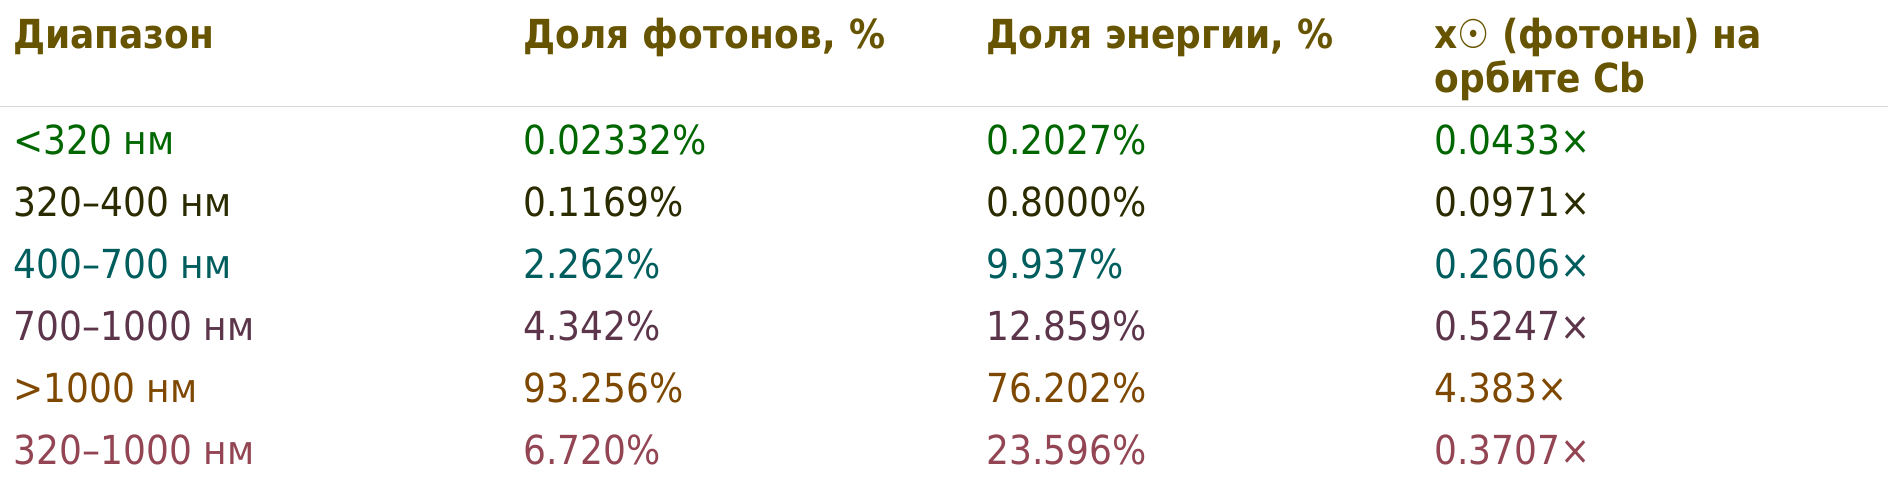 Диапазон Доля фотонов, % Доля энергии, % x☉ (фотоны) на
орбите Cb
<320 нм 0.02332% 0.2027% 0.0433×
320–400 нм 0.1169% 0.8000% 0.0971×
400–700 нм 2.262% 9.937% 0.2606×
700–1000 нм 4.342% 12.859% 0.5247×
>1000 нм 93.256% 76.202% 4.383×
320–1000 нм 6.720% 23.596% 0.3707×